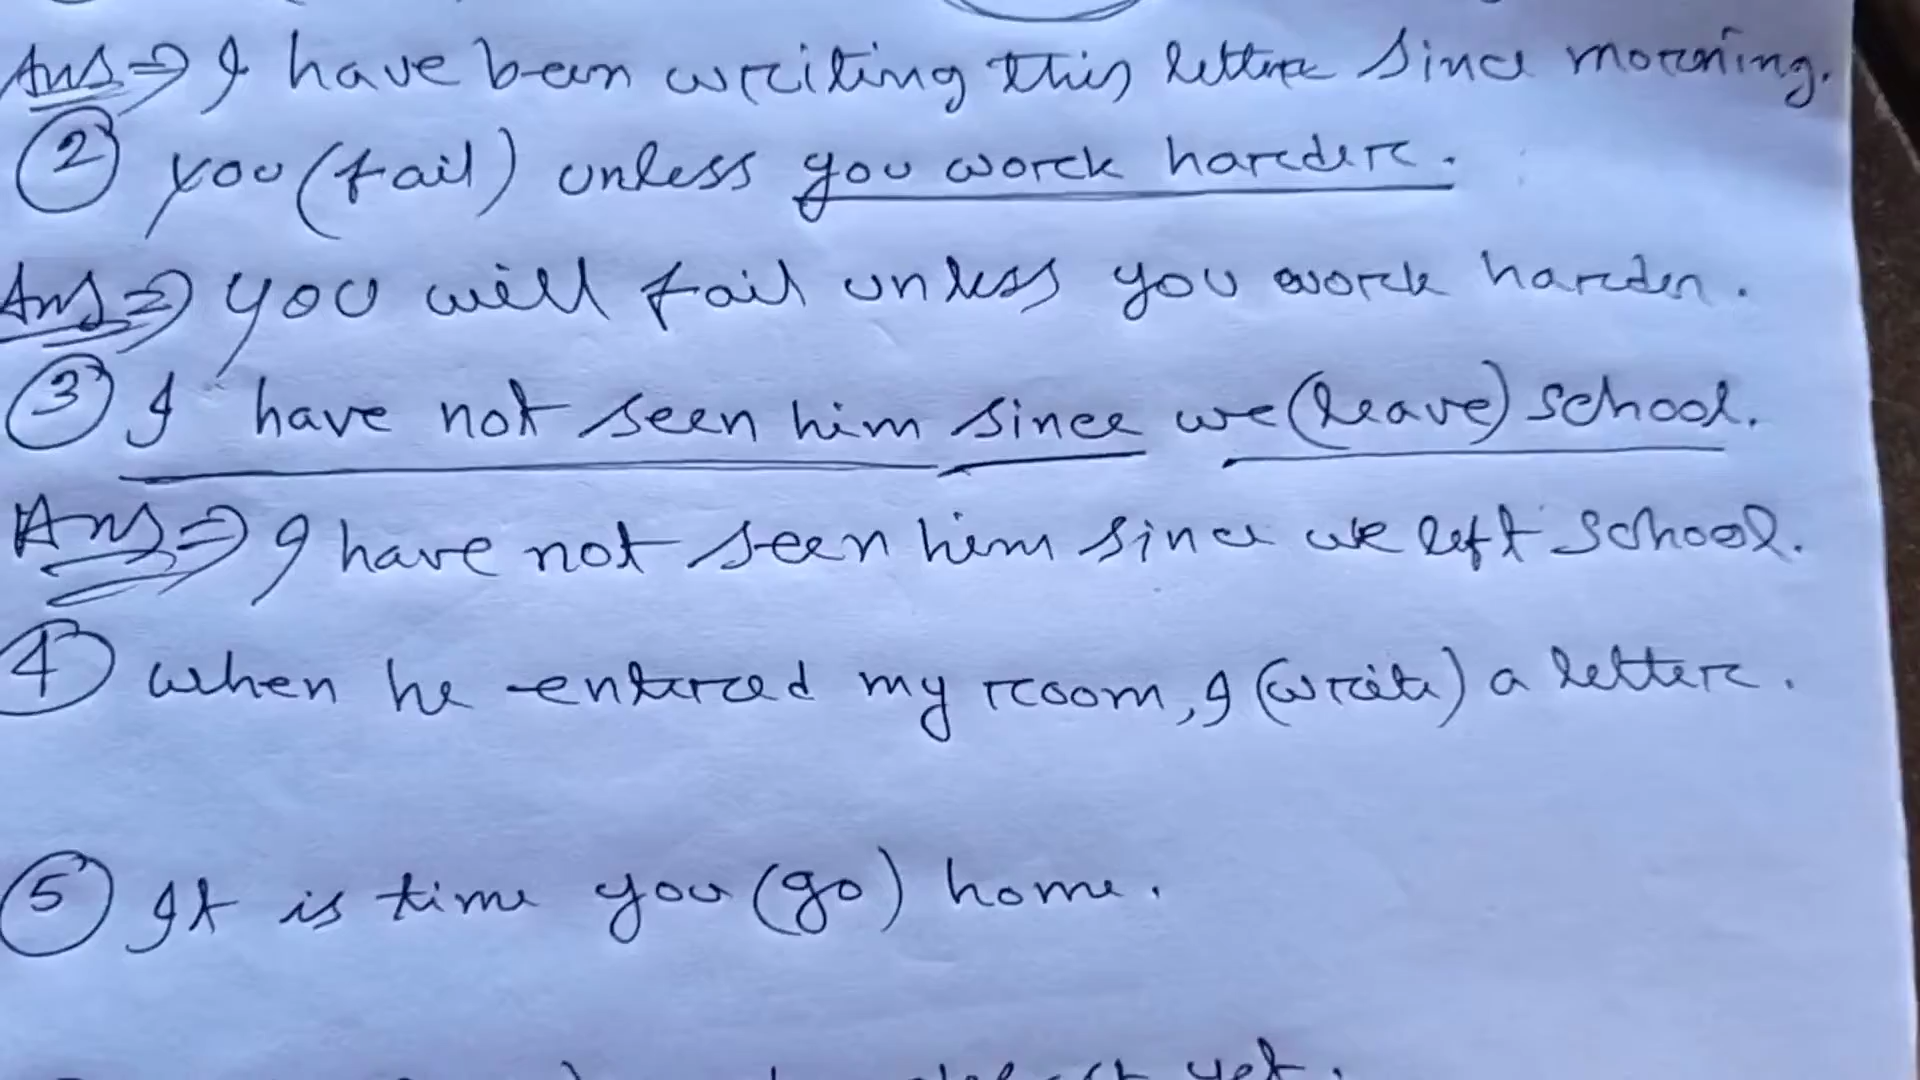 Ans⇒ I have been writing this letter since morning.
② you (fail) unless you work harder.
Ans⇒ you will fail unless you work harder.
③ I have not seen him since we (leave) school.
Ans⇒ I have not seen him since we left school.
④ when he entered my room, I (write) a letter.
⑤ It is time you (go) home.
yet.